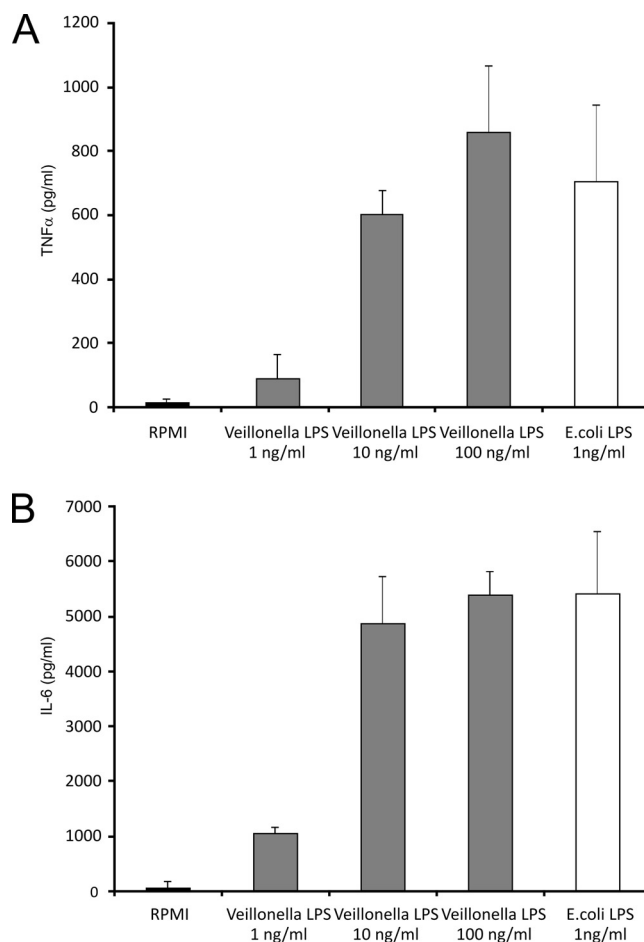 A
1200
1000
800
600
400
200
0
TNFα (pg/ml)
RPMI Veillonella LPS Veillonella LPS Veillonella LPS E.coli LPS
1 ng/ml 10 ng/ml 100 ng/ml 1ng/ml
B
7000
6000
5000
4000
3000
2000
1000
0
IL-6 (pg/ml)
RPMI Veillonella LPS Veillonella LPS Veillonella LPS E.coli LPS
1 ng/ml 10 ng/ml 100 ng/ml 1ng/ml